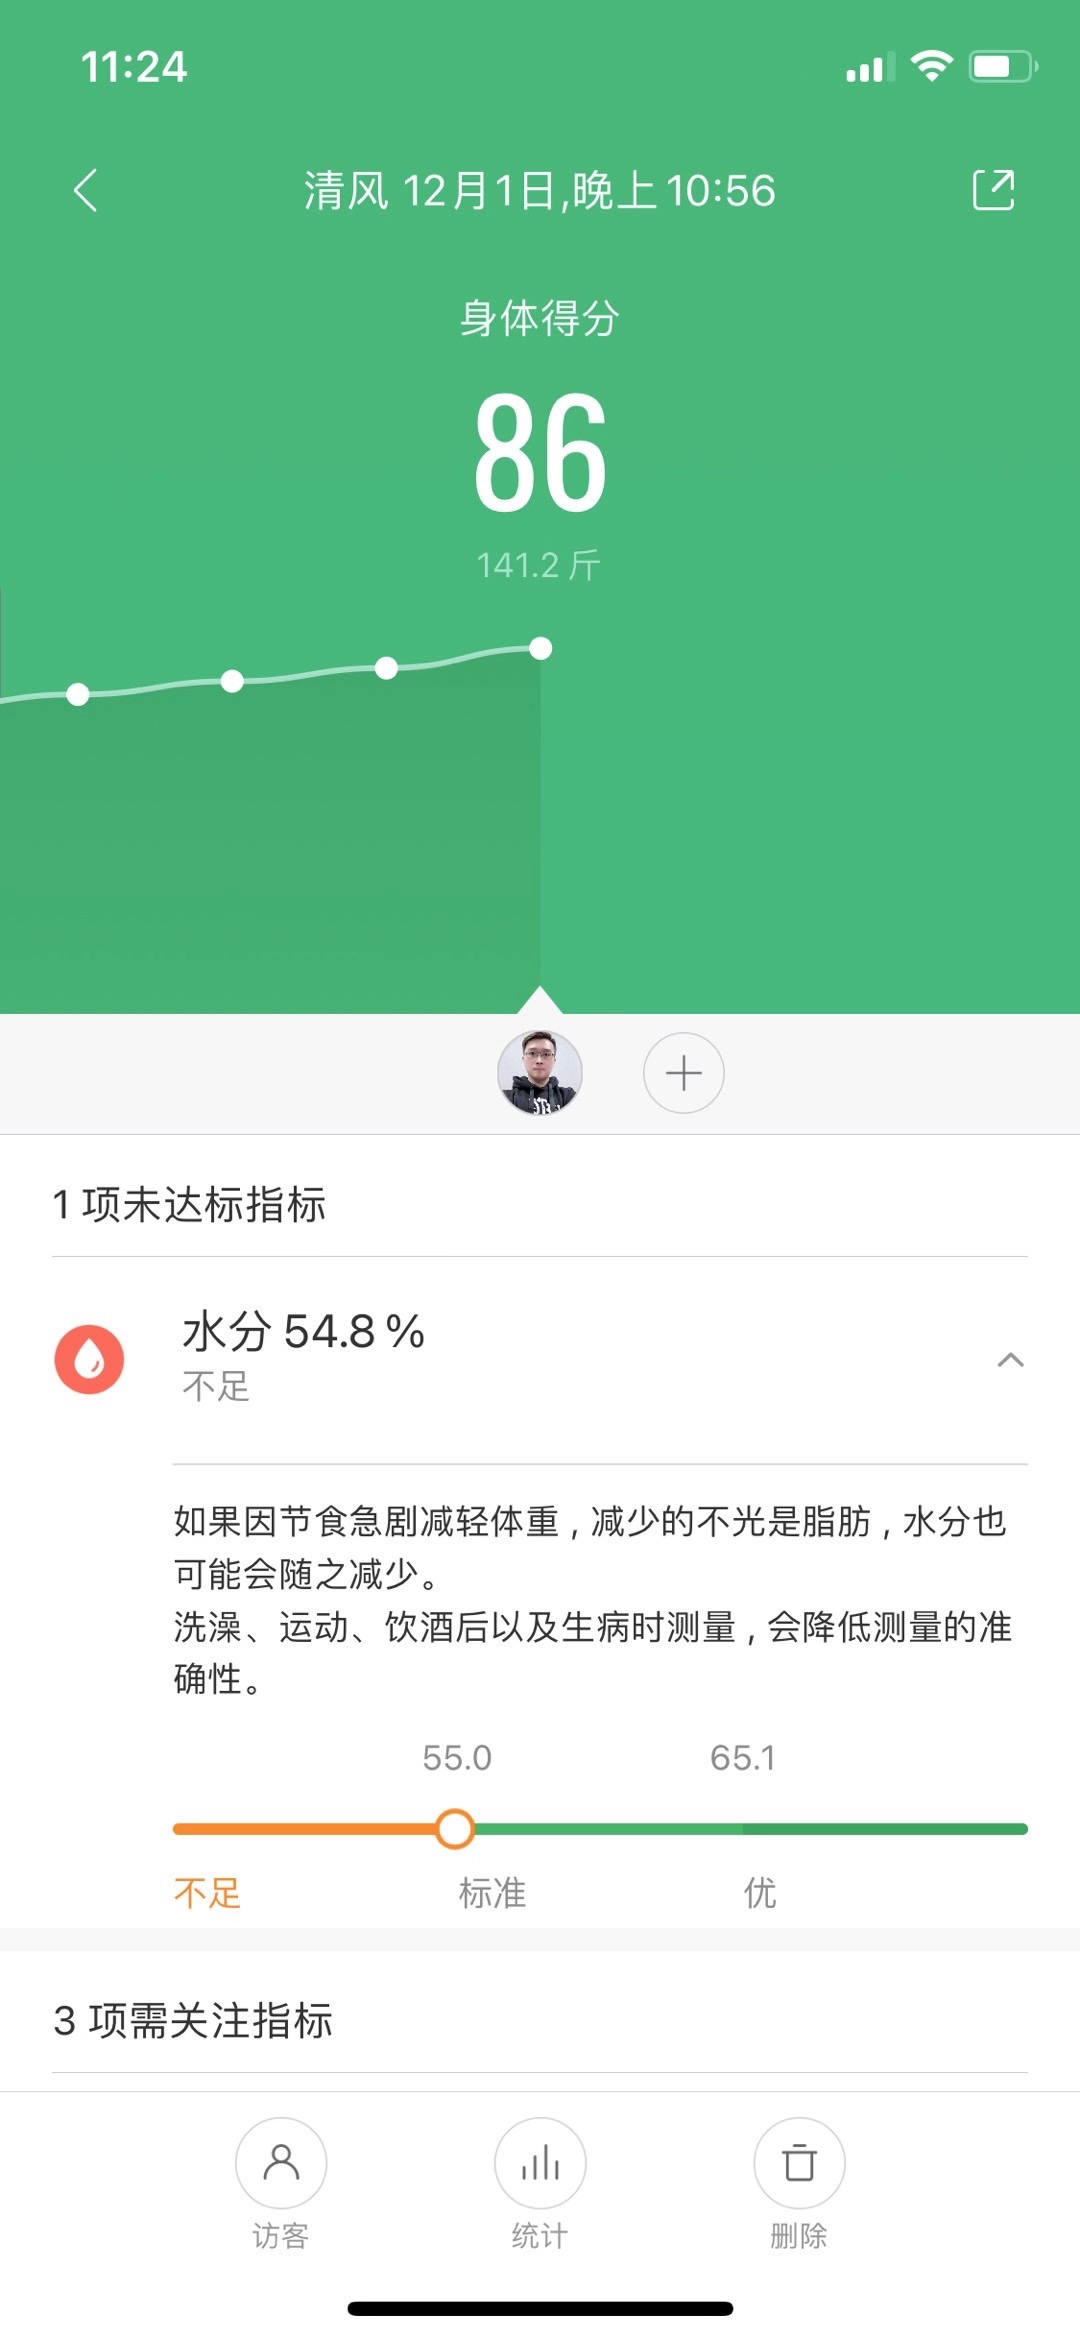 11:24
清风 12月1日,晚上10:56
身体得分
86
141.2 斤
1 项未达标指标
水分 54.8 %
不足
如果因节食急剧减轻体重，减少的不光是脂肪，水分也
可能会随之减少。
洗澡、运动、饮酒后以及生病时测量，会降低测量的准
确性。
55.0 65.1
不足 标准 优
3 项需关注指标
访客 统计 删除